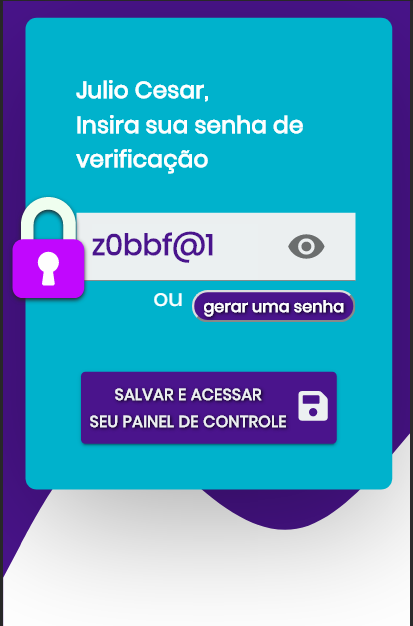 Julio Cesar,
Insira sua senha de
verificação
z0bbf@1
ou gerar uma senha
SALVAR E ACESSAR
SEU PAINEL DE CONTROLE